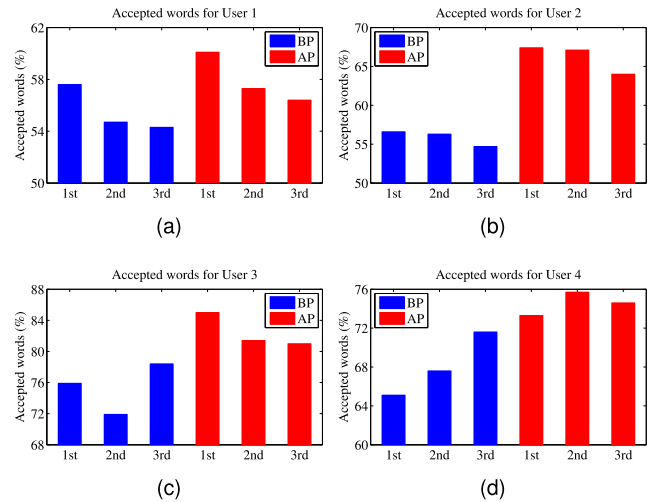 Accepted words for User 1
Accepted words (%)
62
58
54
50
BP
AP
1st 2nd 3rd 1st 2nd 3rd
(a)
Accepted words for User 2
Accepted words (%)
70
65
60
55
50
BP
AP
1st 2nd 3rd 1st 2nd 3rd
(b)
Accepted words for User 3
Accepted words (%)
88
84
80
76
72
68
BP
AP
1st 2nd 3rd 1st 2nd 3rd
(c)
Accepted words for User 4
Accepted words (%)
76
72
68
64
60
BP
AP
1st 2nd 3rd 1st 2nd 3rd
(d)